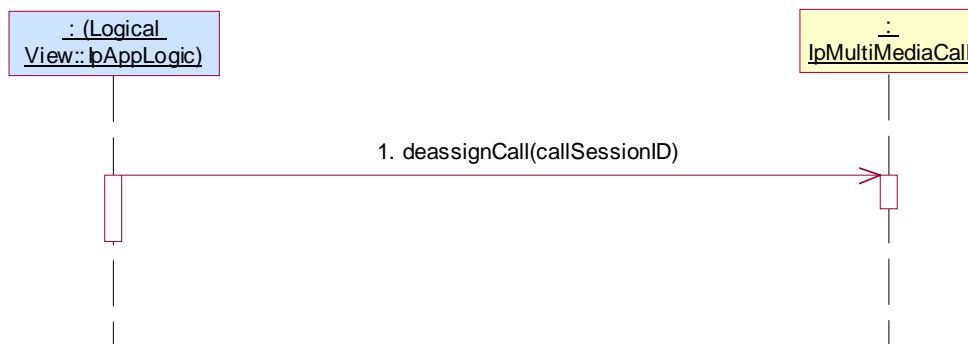 : (Logical
View::IpAppLogic)
:
IpMultiMediaCall
1. deassignCall(callSessionID)